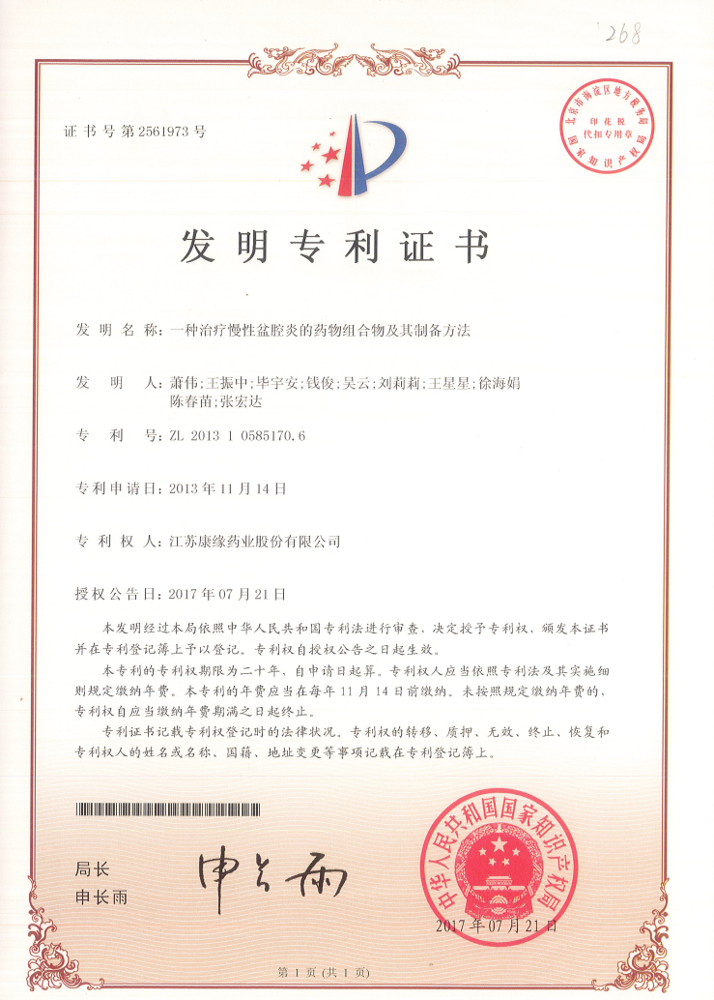 268
证书号第2561973号
北京市海淀区地方税务局
印花税
代扣专用章
国家知识产权局
发明专利证书
发明名称：一种治疗慢性盆腔炎的药物组合物及其制备方法
发明人：萧伟;王振中;毕宇安;钱俊;吴云;刘莉莉;王星星;徐海娟
陈春苗;张宏达
专利号：ZL 2013 1 0585170.6
专利申请日：2013年11月14日
专利权人：江苏康缘药业股份有限公司
授权公告日：2017年07月21日
本发明经过本局依照中华人民共和国专利法进行审查，决定授予专利权，颁发本证书
并在专利登记簿上予以登记。专利权自授权公告之日起生效。
本专利的专利权期限为二十年，自申请日起算。专利权人应当依照专利法及其实施细
则规定缴纳年费。本专利的年费应当在每年11月14日前缴纳。未按照规定缴纳年费的，
专利权自应当缴纳年费期满之日起终止。
专利证书记载专利权登记时的法律状况。专利权的转移、质押、无效、终止、恢复和
专利权人的姓名或名称、国籍、地址变更等事项记载在专利登记簿上。
局长
申长雨
申长雨
中华人民共和国国家知识产权局
2017年07月21日
第1页(共1页)